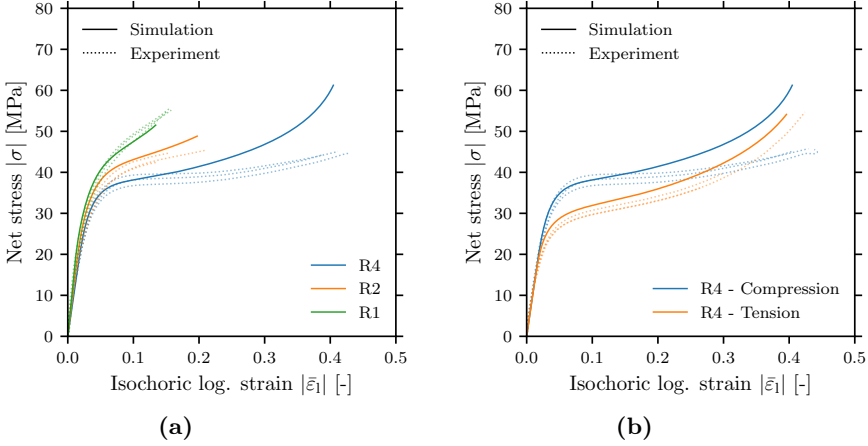 80
70
60
50
40
30
20
10
0
Net stress |σ| [MPa]
Simulation
Experiment
R4
R2
R1
0.0 0.1 0.2 0.3 0.4 0.5
Isochoric log. strain |ε̄₁| [-]
(a)
80
70
60
50
40
30
20
10
0
Net stress |σ| [MPa]
Simulation
Experiment
R4 - Compression
R4 - Tension
0.0 0.1 0.2 0.3 0.4 0.5
Isochoric log. strain |ε̄₁| [-]
(b)